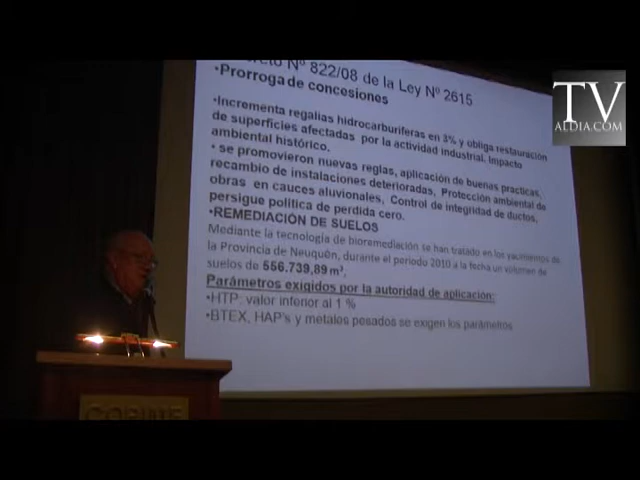 Nº 822/08 de la Ley Nº 2615
•Prorroga de concesiones
•Incrementa regalias hidrocarburiferas en 3% y obliga restauración
de superficies afectadas por la actividad industrial. Impacto
ambiental histórico.
• se promovieron nuevas reglas, aplicación de buenas practicas,
recambio de instalaciones deterioradas, Protección ambiental de
obras en cauces aluvionales, Control de integridad de ductos,
persigue política de perdida cero.
•REMEDIACIÓN DE SUELOS
Mediante la tecnología de bioremediación se han tratado en los yacimientos de
la Provincia de Neuquén, durante el periodo 2010 a la fecha un volumen de
suelos de 556.739,89 m³.
Parámetros exigidos por la autoridad de aplicación:
•HTP: valor inferior al 1 %
•BTEX, HAP's y metales pesados se exigen los parámetros
TV
ALDIA.COM